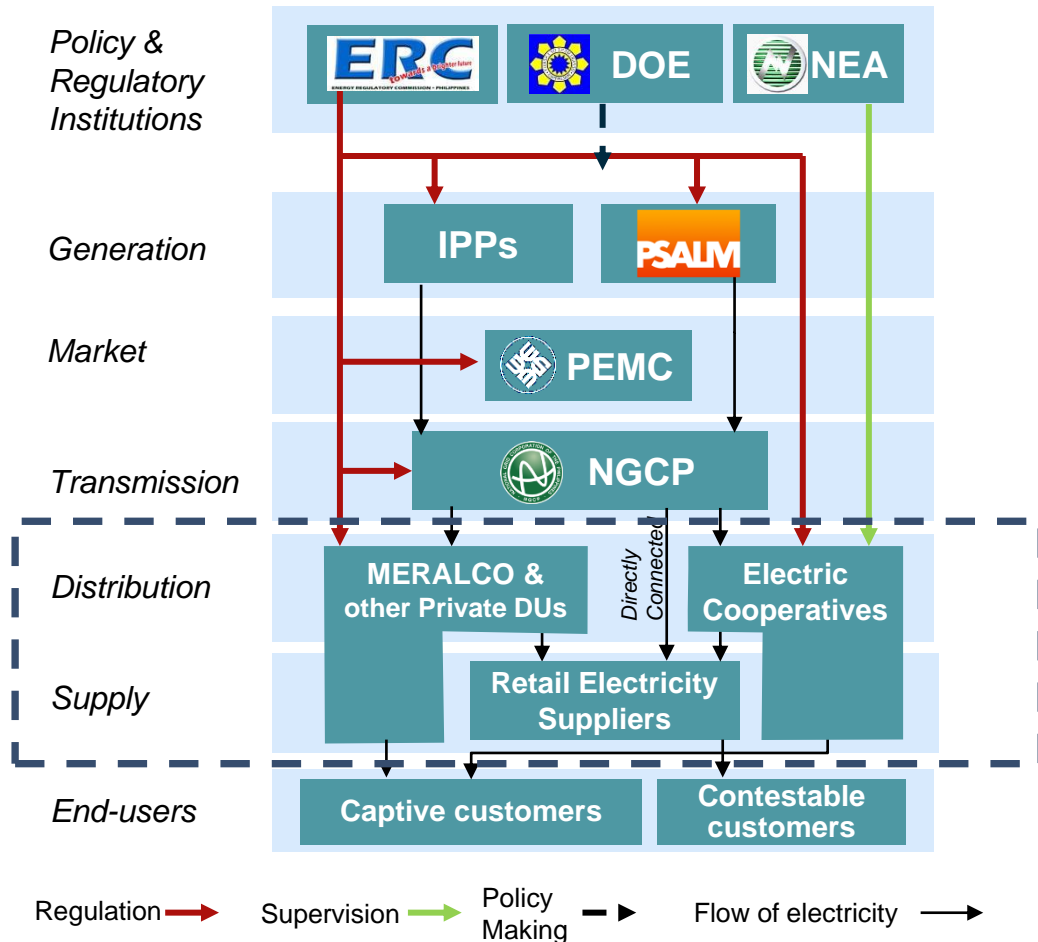 Policy &
Regulatory
Institutions
ERC
towards a brighter future
ENERGY REGULATORY COMMISSION - PHILIPPINES
DOE
NEA
Generation
IPPs
PSALM
Market
PEMC
Transmission
NGCP
Distribution
MERALCO &
other Private DUs
Directly
Connected
Electric
Cooperatives
Supply
Retail Electricity
Suppliers
End-users
Captive customers
Contestable
customers
Regulation
Supervision
Policy
Making
Flow of electricity